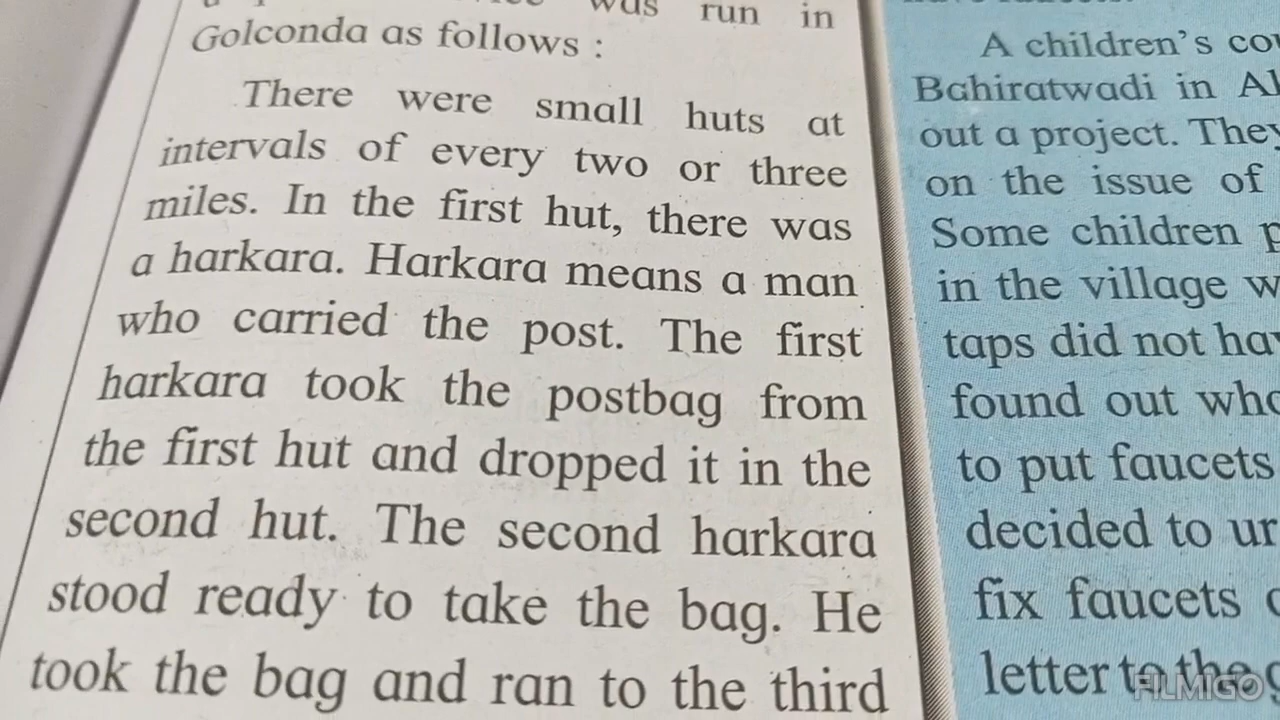 was run in
Golconda as follows :
There were small huts at
intervals of every two or three
miles. In the first hut, there was
a harkara. Harkara means a man
who carried the post. The first
harkara took the postbag from
the first hut and dropped it in the
second hut. The second harkara
stood ready to take the bag. He
took the bag and ran to the third
A children's
Bahiratwadi in
out a project. They
on the issue of
Some children
in the village
taps did not
found out
to put faucets
decided to
fix faucets
letter to the
FILMIGO